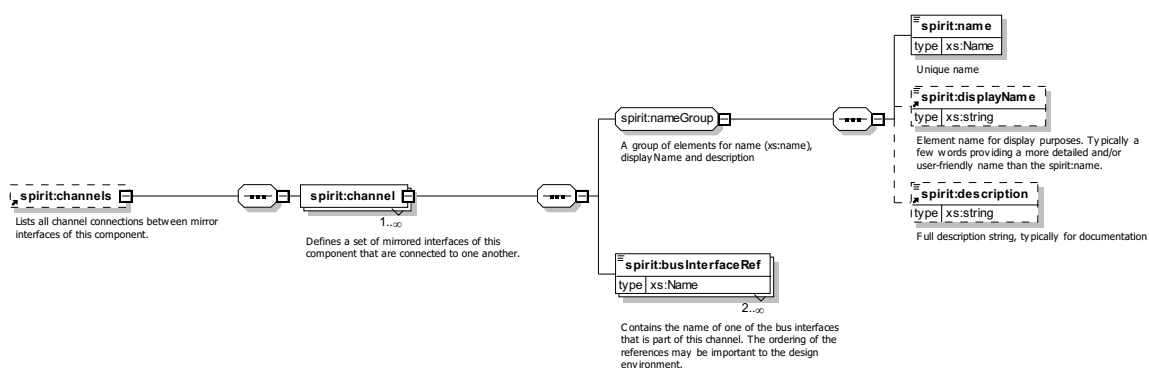 spirit:name
type xs:Name
Unique name
spirit:displayName
type xs:string
Element name for display purposes. Typically a
few words providing a more detailed and/or
user-friendly name than the spirit:name.
spirit:description
type xs:string
Full description string, typically for documentation
spirit:nameGroup
A group of elements for name (xs:name),
displayName and description
spirit:channels
Lists all channel connections between mirror
interfaces of this component.
spirit:channel
1..∞
Defines a set of mirrored interfaces of this
component that are connected to one another.
spirit:busInterfaceRef
type xs:Name
2..∞
Contains the name of one of the bus interfaces
that is part of this channel. The ordering of the
references may be important to the design
environment.